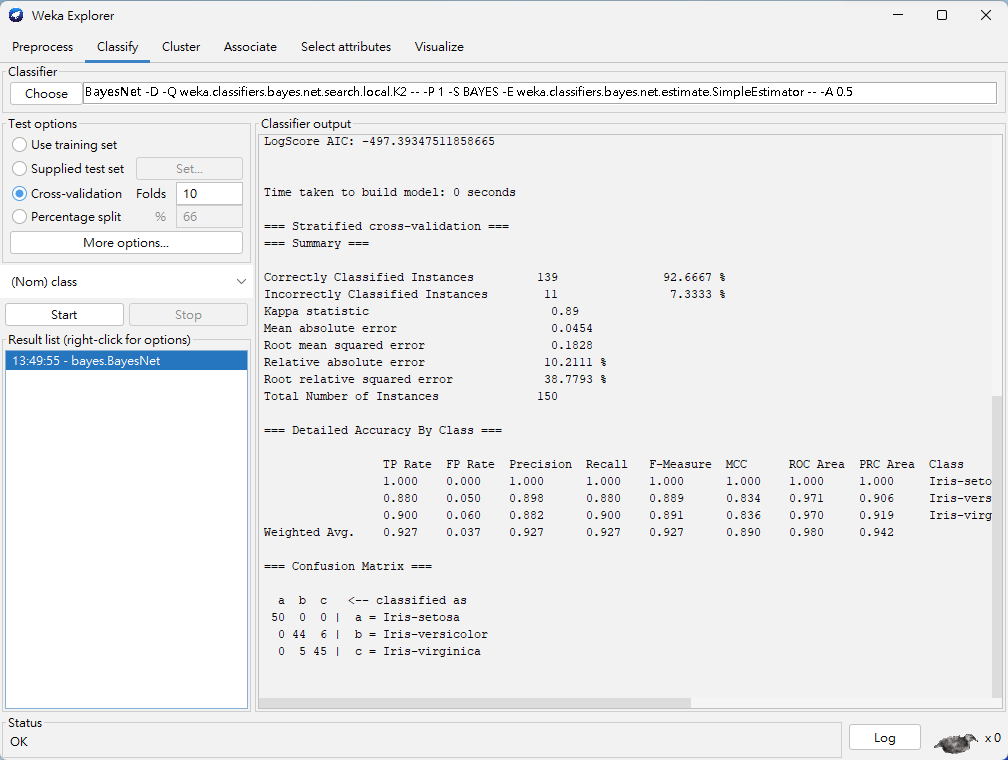 Weka Explorer
Preprocess Classify Cluster Associate Select attributes Visualize
Classifier
Choose BayesNet -D -Q weka.classifiers.bayes.net.search.local.K2 -- -P 1 -S BAYES -E weka.classifiers.bayes.net.estimate.SimpleEstimator -- -A 0.5
Test options
Use training set
Supplied test set Set...
Cross-validation Folds 10
Percentage split % 66
More options...
(Nom) class
Start Stop
Result list (right-click for options)
13:49:55 - bayes.BayesNet
Classifier output
LogScore AIC: -497.39347511858665
Time taken to build model: 0 seconds
=== Stratified cross-validation ===
=== Summary ===
Correctly Classified Instances 139 92.6667 %
Incorrectly Classified Instances 11 7.3333 %
Kappa statistic 0.89
Mean absolute error 0.0454
Root mean squared error 0.1828
Relative absolute error 10.2111 %
Root relative squared error 38.7793 %
Total Number of Instances 150
=== Detailed Accuracy By Class ===
TP Rate FP Rate Precision Recall F-Measure MCC ROC Area PRC Area Class
1.000 0.000 1.000 1.000 1.000 1.000 1.000 1.000 Iris-seto
0.880 0.050 0.898 0.880 0.889 0.834 0.971 0.906 Iris-vers
0.900 0.060 0.882 0.900 0.891 0.836 0.970 0.919 Iris-virg
Weighted Avg. 0.927 0.037 0.927 0.927 0.927 0.890 0.980 0.942
=== Confusion Matrix ===
a b c <-- classified as
50 0 0 | a = Iris-setosa
0 44 6 | b = Iris-versicolor
0 5 45 | c = Iris-virginica
Status
OK
Log
x 0